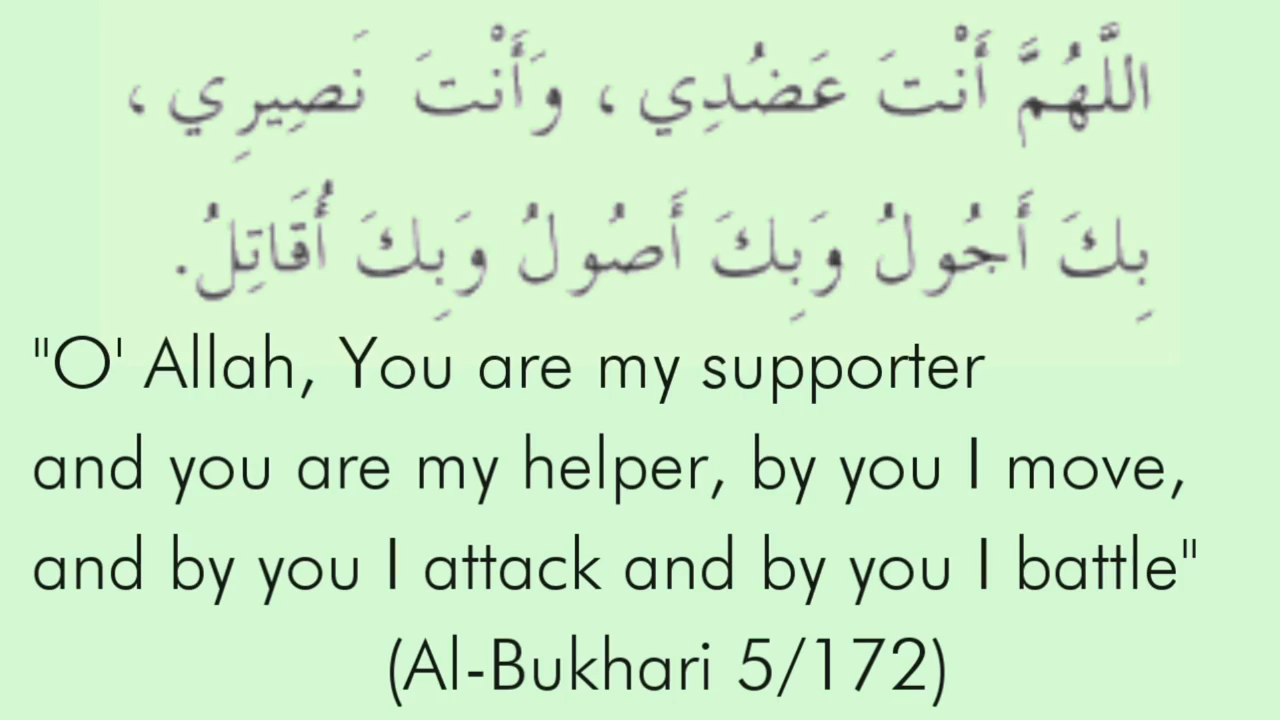 اللَّهُمَّ أَنْتَ عَضُدِي ، وَأَنْتَ نَصِيرِي ،
بِكَ أَجُولُ وَبِكَ أَصُولُ وَبِكَ أُقَاتِلُ.
"O' Allah, You are my supporter
and you are my helper, by you I move,
and by you I attack and by you I battle"
(Al-Bukhari 5/172)